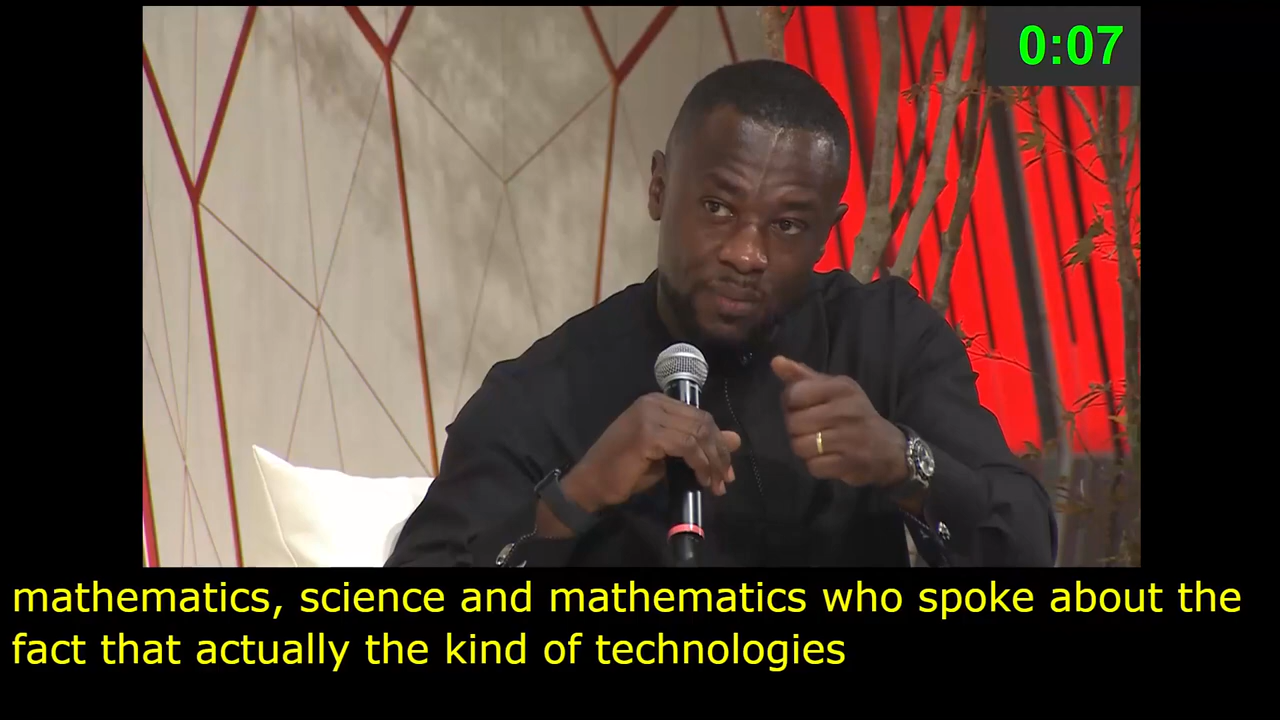 0:07
mathematics, science and mathematics who spoke about the
fact that actually the kind of technologies